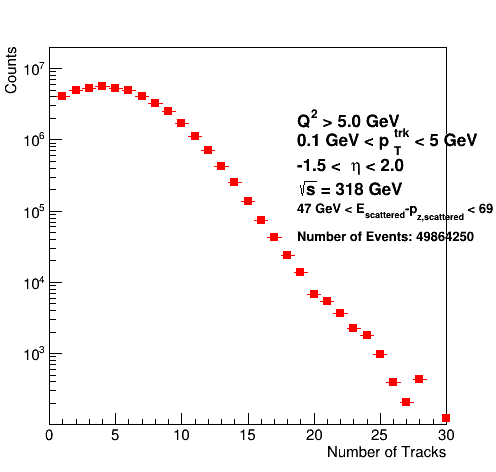 Counts
10^7
10^6
10^5
10^4
10^3
Q^2 > 5.0 GeV
0.1 GeV < p_T^trk < 5 GeV
-1.5 < η < 2.0
√s = 318 GeV
47 GeV < E_scattered-p_z,scattered < 69
Number of Events: 49864250
0 5 10 15 20 25 30
Number of Tracks